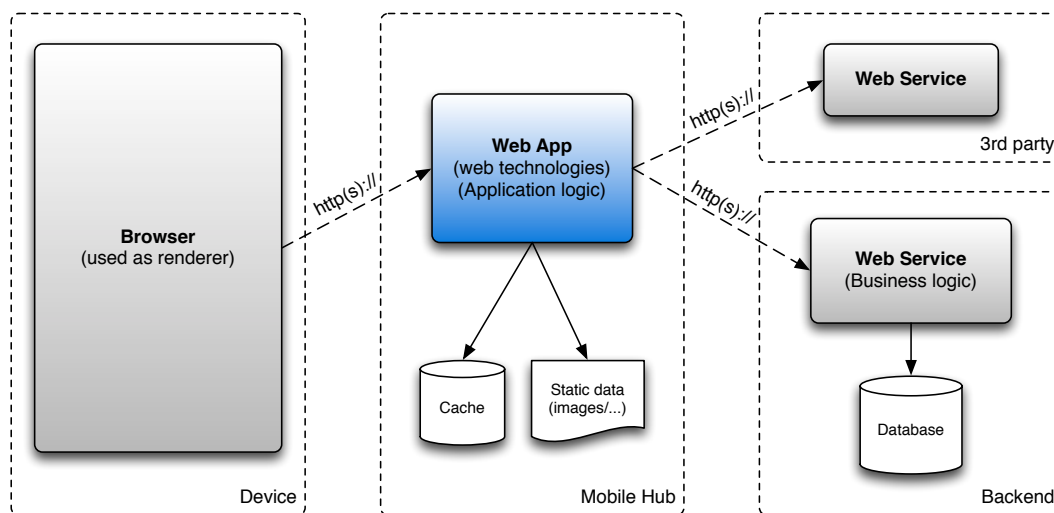 Browser
(used as renderer)
Device
http(s)://
Web App
(web technologies)
(Application logic)
Cache
Static data
(images/...)
Mobile Hub
http(s)://
http(s)://
Web Service
3rd party
Web Service
(Business logic)
Database
Backend